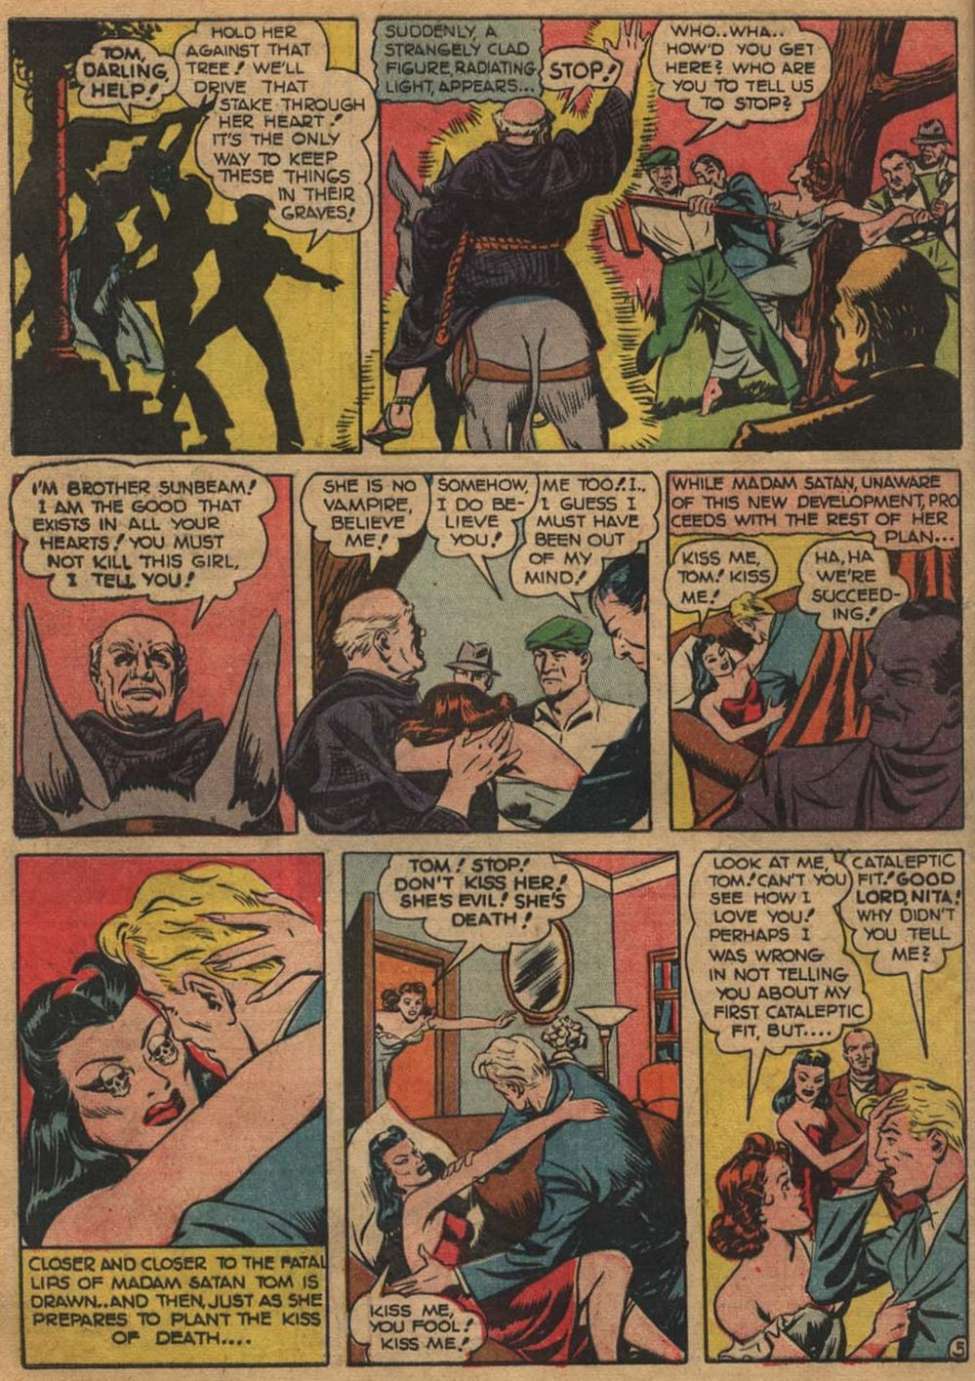 TOM,
DARLING,
HELP!
HOLD HER
AGAINST THAT
TREE! WE'LL
DRIVE THAT
STAKE THROUGH
HER HEART!
IT'S THE ONLY
WAY TO KEEP
THESE THINGS
IN THEIR
GRAVES!
SUDDENLY, A
STRANGELY CLAD
FIGURE, RADIATING
LIGHT, APPEARS...
STOP!
WHO..WHA..
HOW'D YOU GET
HERE? WHO ARE
YOU TO TELL US
TO STOP?
I'M BROTHER SUNBEAM!
I AM THE GOOD THAT
EXISTS IN ALL YOUR
HEARTS! YOU MUST
NOT KILL THIS GIRL,
I TELL YOU!
SHE IS NO
VAMPIRE,
BELIEVE
ME!
SOMEHOW,
I DO BE-
LIEVE
YOU!
ME TOO! I..
I GUESS I
MUST HAVE
BEEN OUT
OF MY
MIND!
WHILE MADAM SATAN, UNAWARE
OF THIS NEW DEVELOPMENT, PRO
CEEDS WITH THE REST OF HER
PLAN...
KISS ME,
TOM! KISS
ME!
HA, HA
WE'RE
SUCCEED-
ING!
CLOSER AND CLOSER TO THE FATAL
LIPS OF MADAM SATAN TOM IS
DRAWN..AND THEN, JUST AS SHE
PREPARES TO PLANT THE KISS
OF DEATH....
TOM! STOP!
DON'T KISS HER!
SHE'S EVIL! SHE'S
DEATH!
KISS ME,
YOU FOOL!
KISS ME!
LOOK AT ME,
TOM! CAN'T YOU
SEE HOW I
LOVE YOU!
PERHAPS I
WAS WRONG
IN NOT TELLING
YOU ABOUT MY
FIRST CATALEPTIC
FIT, BUT....
CATALEPTIC
FIT! GOOD
LORD, NITA!
WHY DIDN'T
YOU TELL
ME?
5